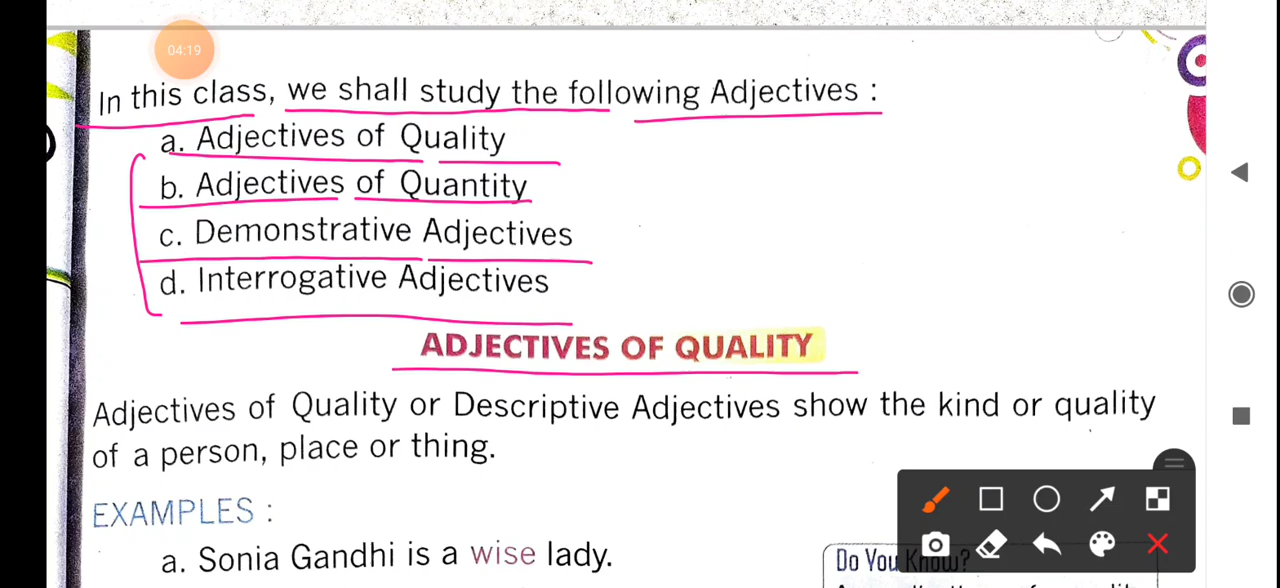 04:19
In this class, we shall study the following Adjectives :
a. Adjectives of Quality
b. Adjectives of Quantity
c. Demonstrative Adjectives
d. Interrogative Adjectives
ADJECTIVES OF QUALITY
Adjectives of Quality or Descriptive Adjectives show the kind or quality
of a person, place or thing.
EXAMPLES :
a. Sonia Gandhi is a wise lady.
Do You Know?